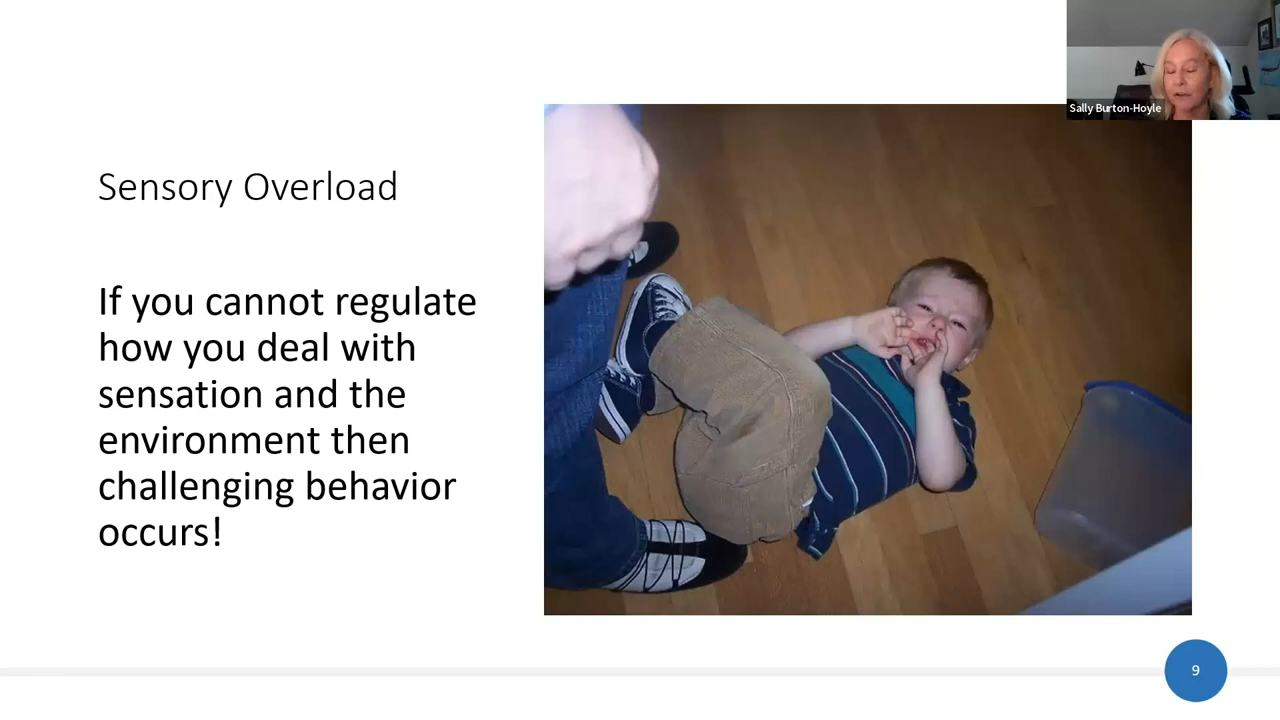 Sally Burton-Hoyle
Sensory Overload
If you cannot regulate
how you deal with
sensation and the
environment then
challenging behavior
occurs!
9